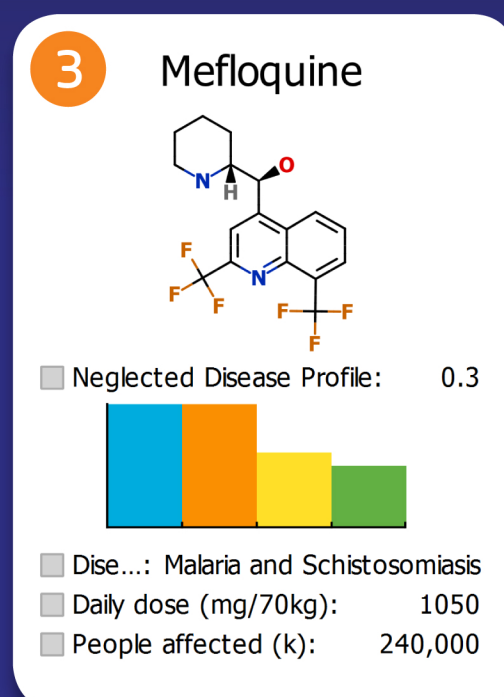 3
Mefloquine
N
H
O
F
F
F
N
F
F
F
Neglected Disease Profile: 0.3
Dise...: Malaria and Schistosomiasis
Daily dose (mg/70kg): 1050
People affected (k): 240,000